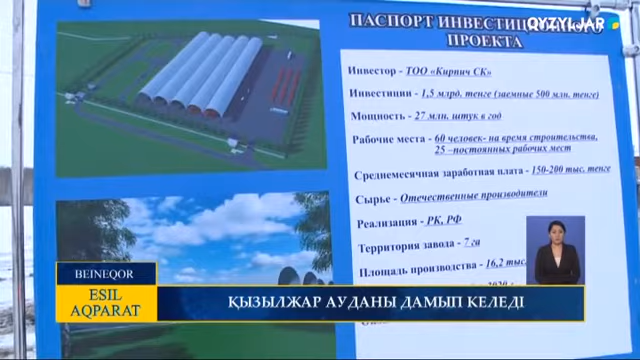 QYZYLJAR
ПАСПОРТ ИНВЕСТИЦИОННОГО
ПРОЕКТА
Инвестор - ТОО «Кирпич СК»
Инвестиции - 1,5 млрд. тенге (заемные 500 млн. тенге)
Мощность - 27 млн. штук в год
Рабочие места - 60 человек- на время строительства,
25 –постоянных рабочих мест
Среднемесячная заработная плата - 150-200 тыс. тенге
Сырье - Отечественные производители
Реализация - РК, РФ
Территория завода - 7 га
Площадь производства - 16,2 тыс.
BEINEQOR
ESIL
AQPARAT
ҚЫЗЫЛЖАР АУДАНЫ ДАМЫП КЕЛЕДІ